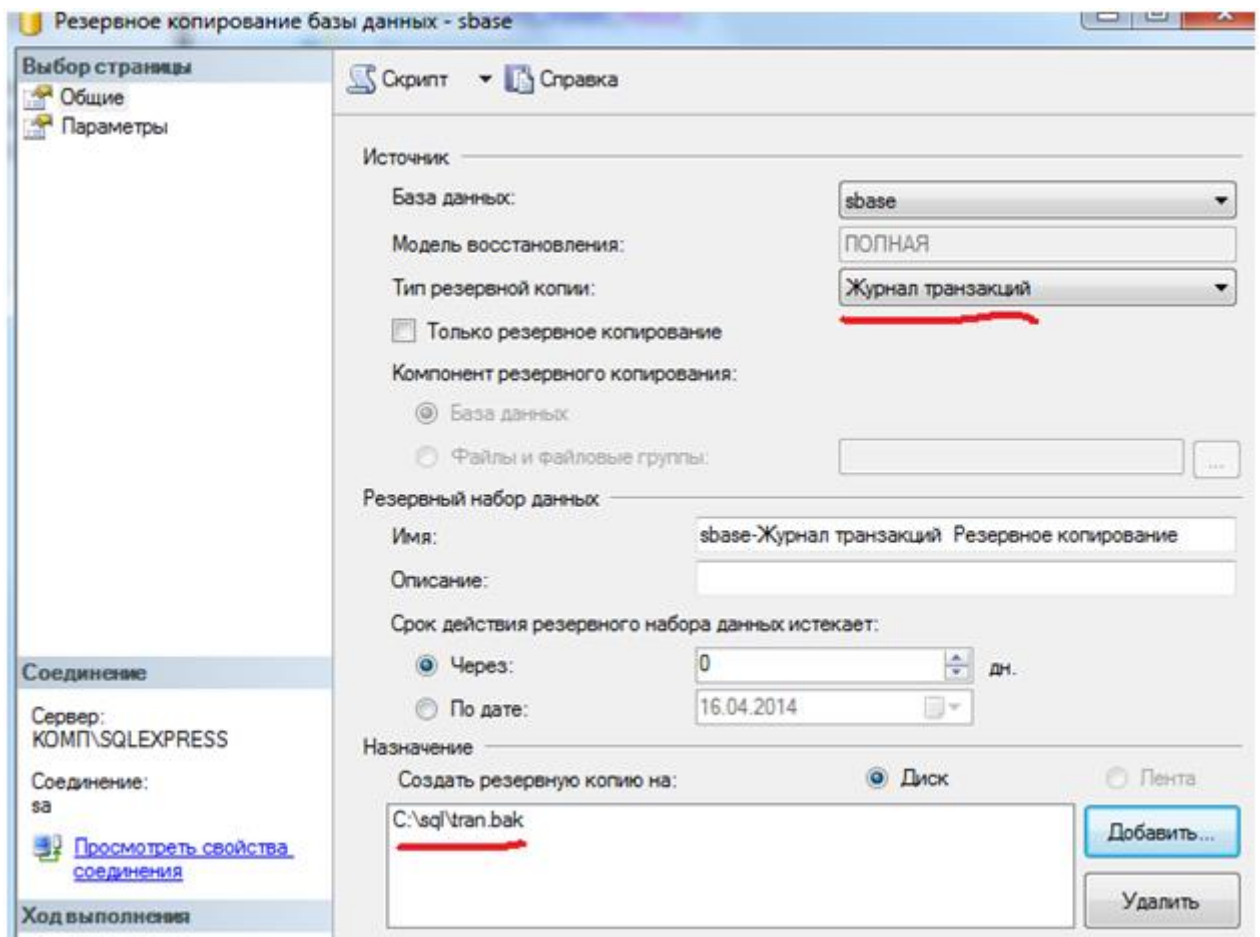 Резервное копирование базы данных - sbase
Выбор страницы
Общие
Параметры
Скрипт
Справка
Источник
База данных:
sbase
Модель восстановления:
ПОЛНАЯ
Тип резервной копии:
Журнал транзакций
Только резервное копирование
Компонент резервного копирования:
База данных
Файлы и файловые группы:
...
Резервный набор данных
Имя:
sbase-Журнал транзакций Резервное копирование
Описание:
Срок действия резервного набора данных истекает:
Через:
0
дн.
По дате:
16.04.2014
Назначение
Создать резервную копию на:
Диск
Лента
C:\sql\tran.bak
Добавить...
Удалить
Соединение
Сервер:
КОМП\SQLEXPRESS
Соединение:
sa
Просмотреть свойства
соединения
Ход выполнения